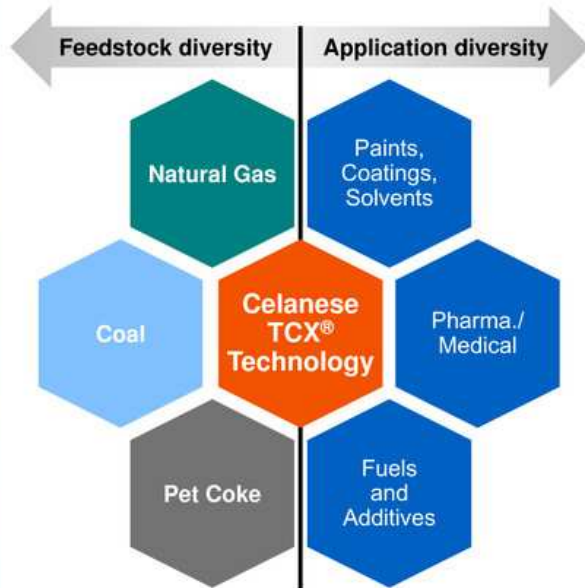 Feedstock diversity
Application diversity
Natural Gas
Paints,
Coatings,
Solvents
Coal
Celanese
TCX®
Technology
Pharma./
Medical
Pet Coke
Fuels
and
Additives